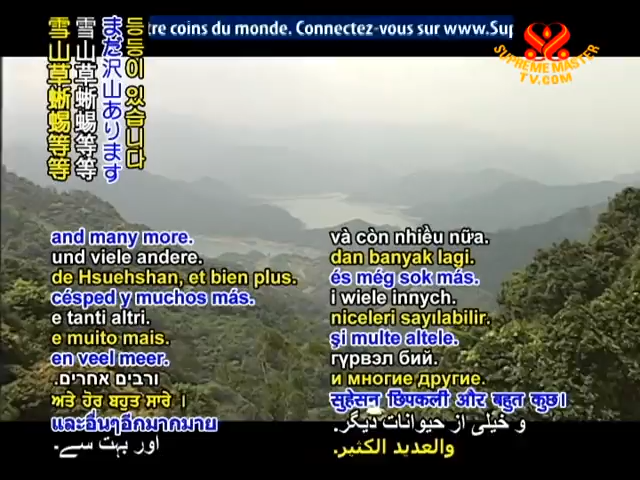 tre coins du monde. Connectez-vous sur www.Sup
SUPREME MASTER
TV.COM
등등이 있습니다
まだ沢山あります
雪山草蜥蜴等等
雪山草蜥蜴等等
and many more.
und viele andere.
de Hsuehshan, et bien plus.
césped y muchos más.
e tanti altri.
e muito mais.
en veel meer.
ורבים אחרים.
ਅਤੇ ਹੋਰ ਬਹੁਤ ਸਾਰੇ ।
และอื่นๆอีกมากมาย
اور بہت سے۔
và còn nhiều nữa.
dan banyak lagi.
és még sok más.
i wiele innych.
niceleri sayılabilir.
şi multe altele.
гүрвэл бий.
и многие другие.
सुहेसन छिपकली और बहुत कुछ।
و خیلی از حیوانات دیگر.
والعديد الكثير.